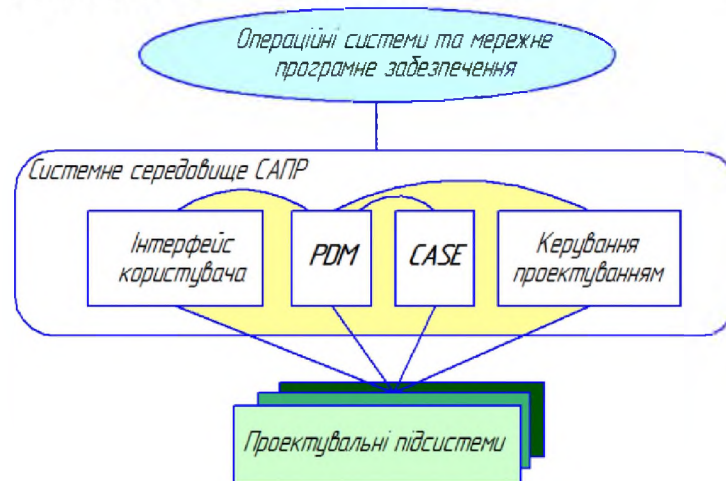 Операційні системи та мережне
програмне забезпечення
Системне середовище САПР
Інтерфейс
користувача
PDM
CASE
Керування
проектуванням
Проектувальні підсистеми